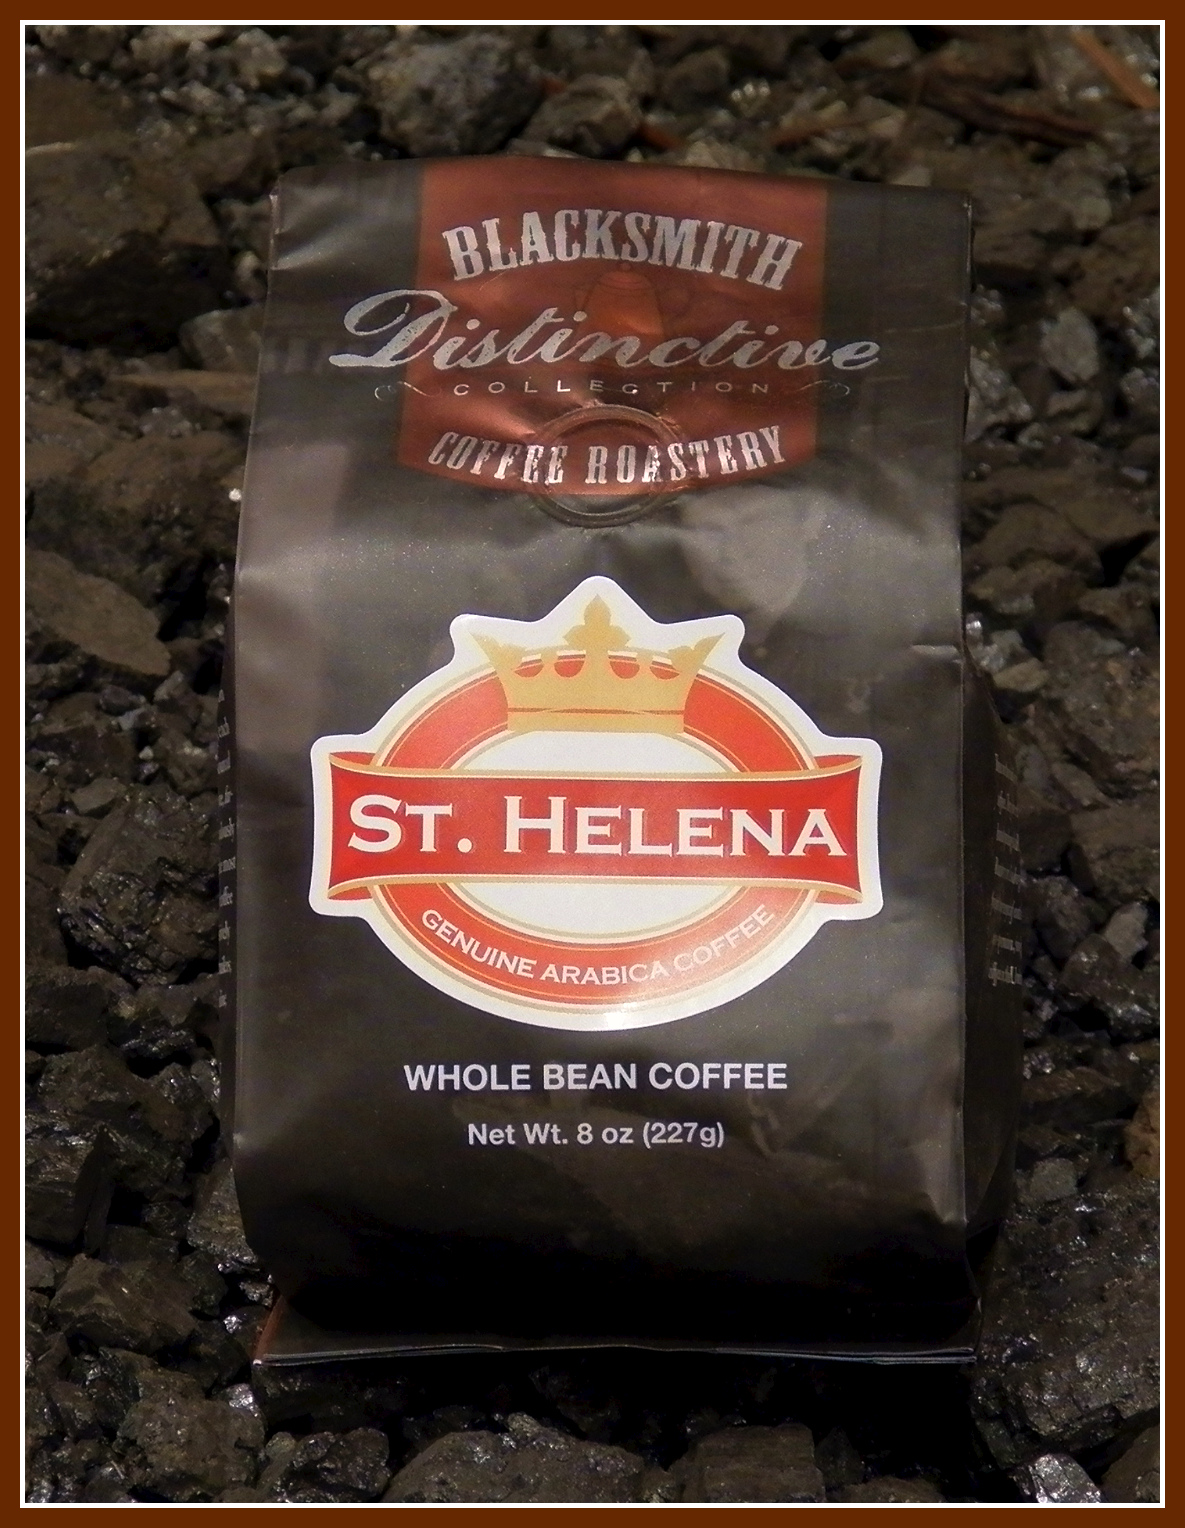 BLACKSMITH
Distinctive
COLLECTION
COFFEE ROASTERY
ST. HELENA
GENUINE ARABICA COFFEE
WHOLE BEAN COFFEE
Net Wt. 8 oz (227g)